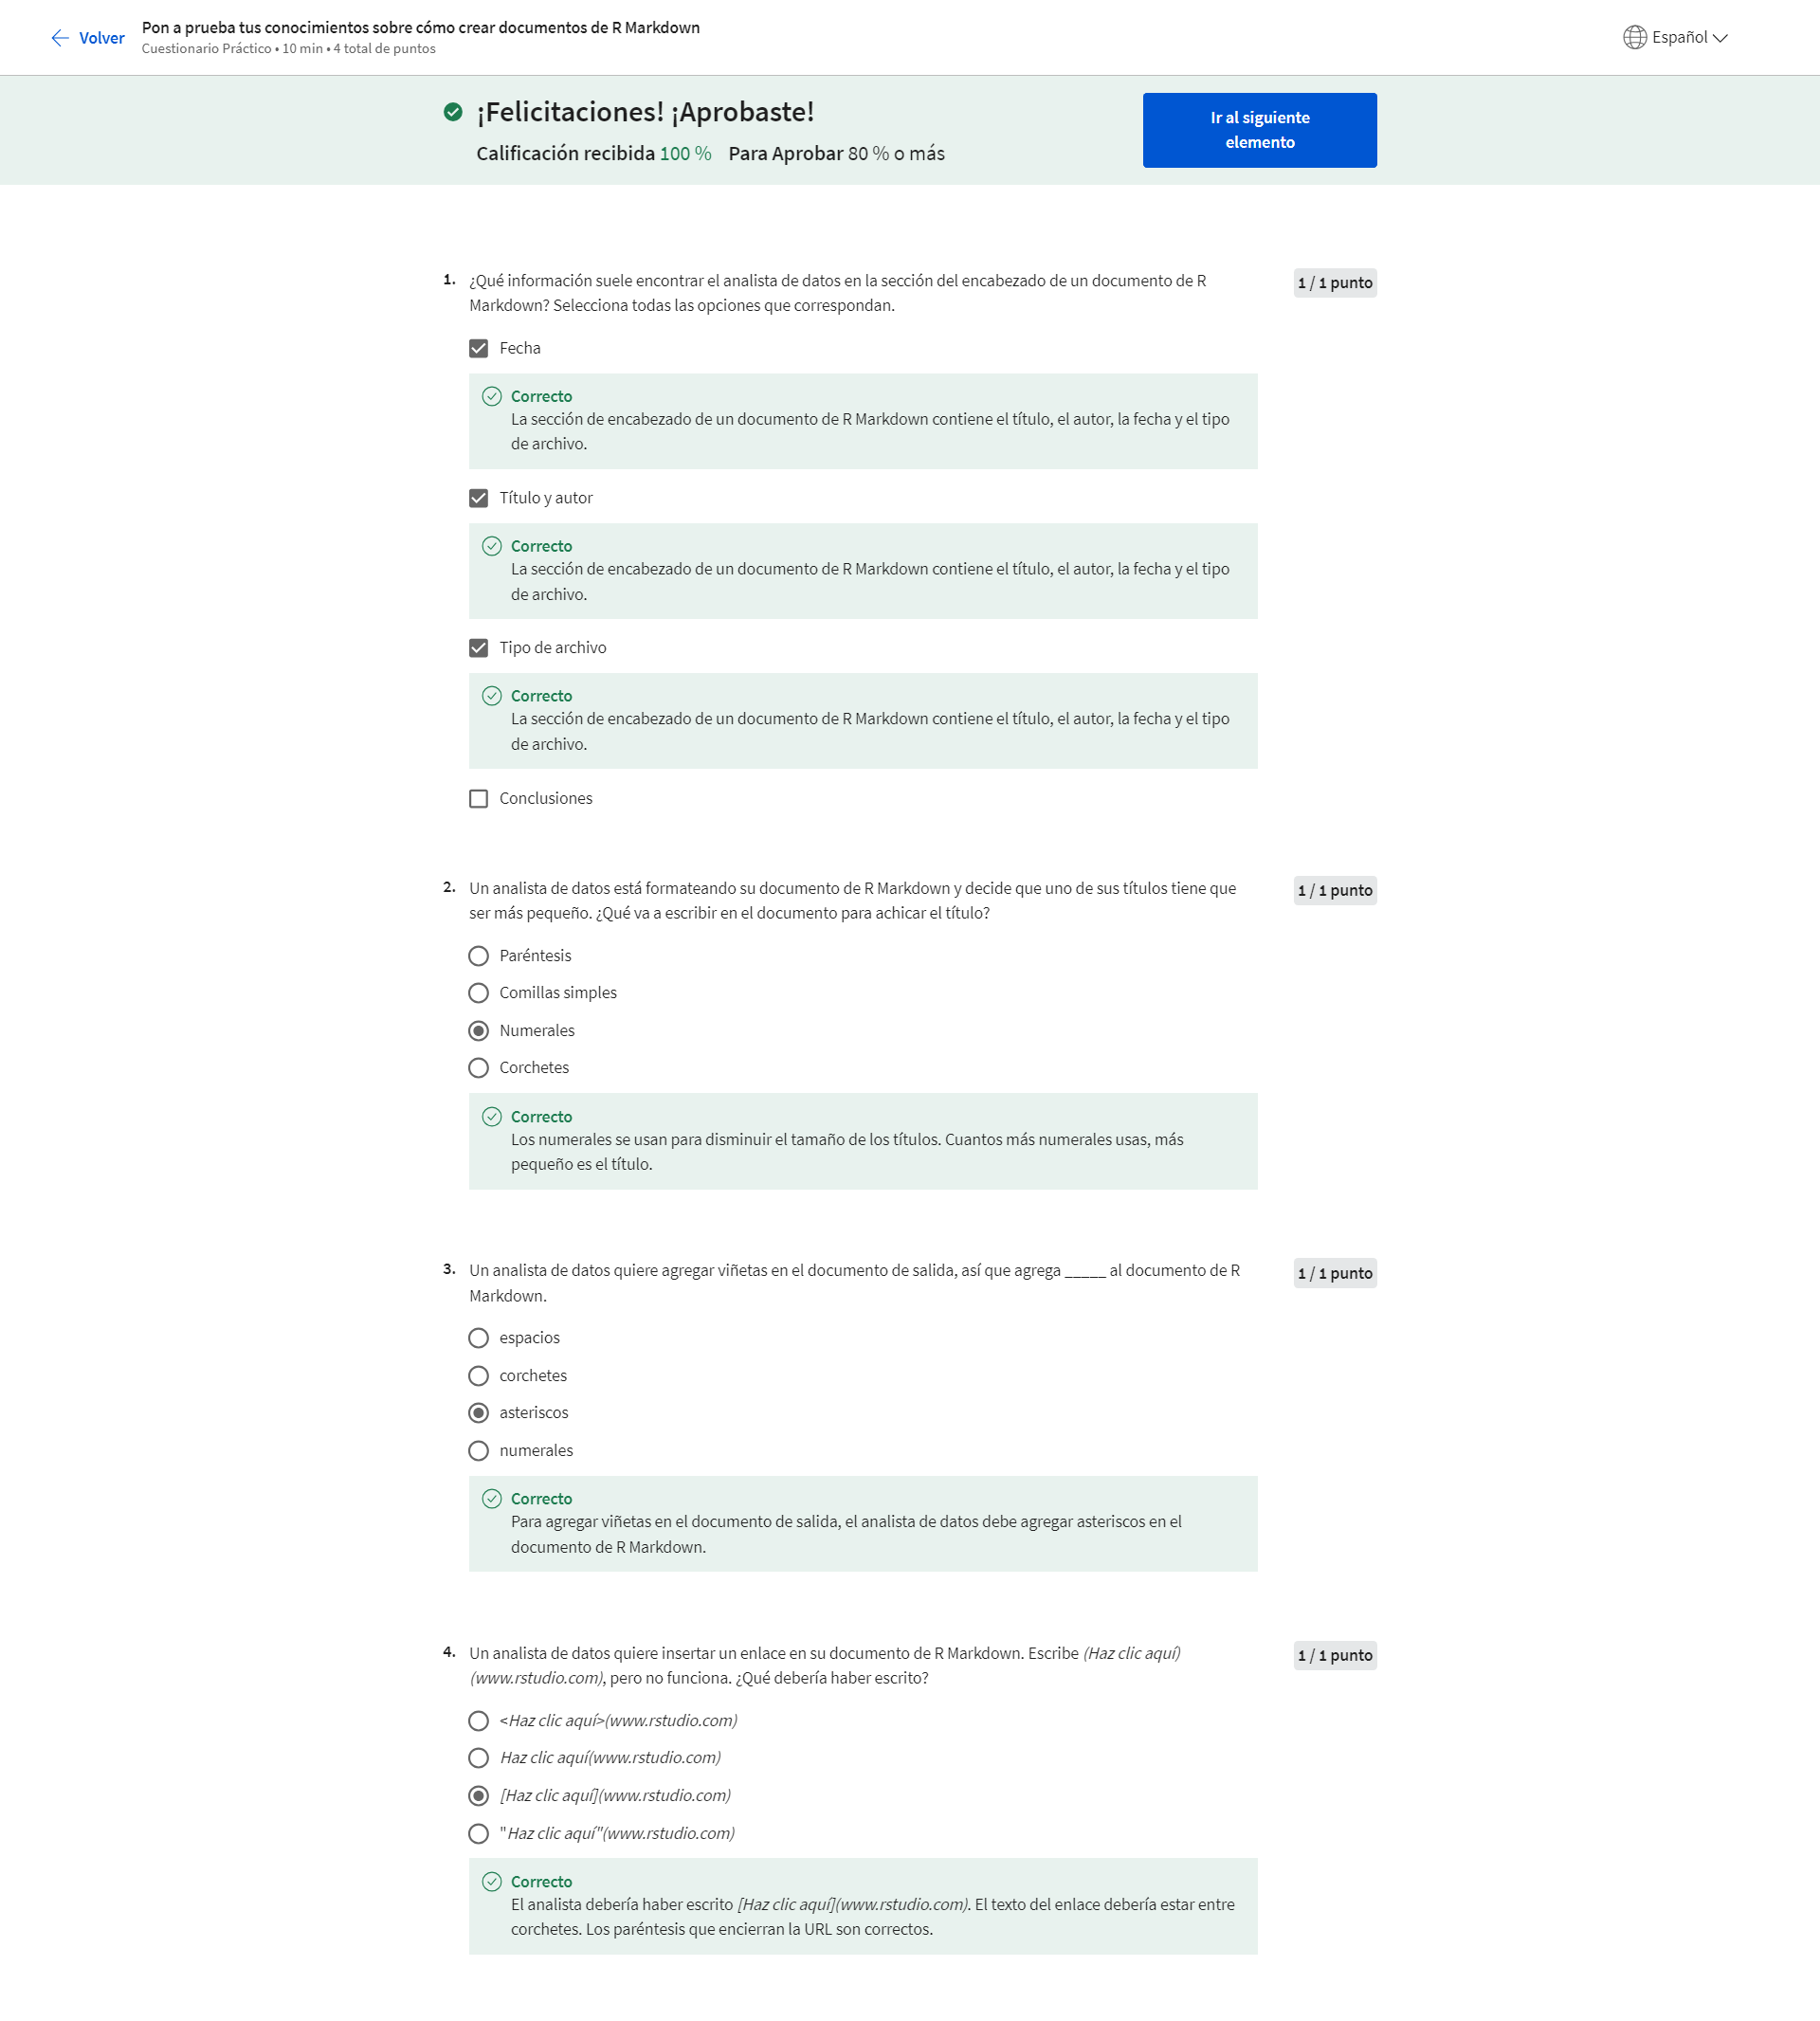 Volver
Pon a prueba tus conocimientos sobre cómo crear documentos de R Markdown
Cuestionario Práctico • 10 min • 4 total de puntos
Español
¡Felicitaciones! ¡Aprobaste!
Calificación recibida 100 % Para Aprobar 80 % o más
Ir al siguiente
elemento
1. ¿Qué información suele encontrar el analista de datos en la sección del encabezado de un documento de R
Markdown? Selecciona todas las opciones que correspondan.
1 / 1 punto
Fecha
Correcto
La sección de encabezado de un documento de R Markdown contiene el título, el autor, la fecha y el tipo
de archivo.
Título y autor
Correcto
La sección de encabezado de un documento de R Markdown contiene el título, el autor, la fecha y el tipo
de archivo.
Tipo de archivo
Correcto
La sección de encabezado de un documento de R Markdown contiene el título, el autor, la fecha y el tipo
de archivo.
Conclusiones
2. Un analista de datos está formateando su documento de R Markdown y decide que uno de sus títulos tiene que
ser más pequeño. ¿Qué va a escribir en el documento para achicar el título?
1 / 1 punto
Paréntesis
Comillas simples
Numerales
Corchetes
Correcto
Los numerales se usan para disminuir el tamaño de los títulos. Cuantos más numerales usas, más
pequeño es el título.
3. Un analista de datos quiere agregar viñetas en el documento de salida, así que agrega _____ al documento de R
Markdown.
1 / 1 punto
espacios
corchetes
asteriscos
numerales
Correcto
Para agregar viñetas en el documento de salida, el analista de datos debe agregar asteriscos en el
documento de R Markdown.
4. Un analista de datos quiere insertar un enlace en su documento de R Markdown. Escribe (Haz clic aquí)
(www.rstudio.com), pero no funciona. ¿Qué debería haber escrito?
1 / 1 punto
<Haz clic aquí>(www.rstudio.com)
Haz clic aquí(www.rstudio.com)
[Haz clic aquí](www.rstudio.com)
"Haz clic aquí"(www.rstudio.com)
Correcto
El analista debería haber escrito [Haz clic aquí](www.rstudio.com). El texto del enlace debería estar entre
corchetes. Los paréntesis que encierran la URL son correctos.